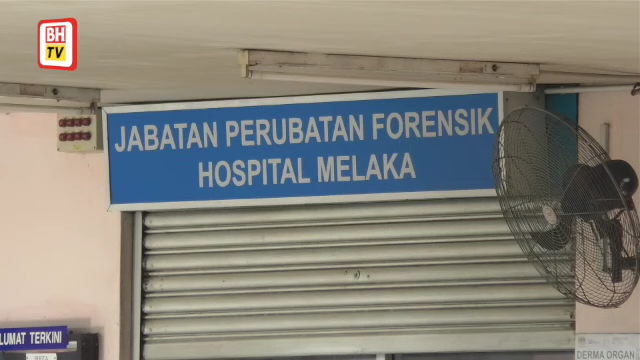 BH
TV
JABATAN PERUBATAN FORENSIK
HOSPITAL MELAKA
LUMAT TERKINI
DERMA ORGAN